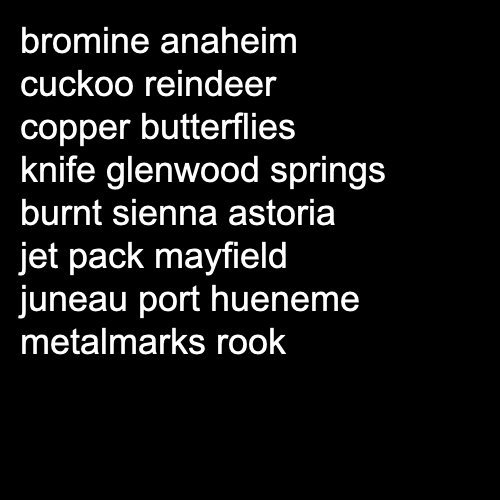 bromine anaheim
cuckoo reindeer
copper butterflies
knife glenwood springs
burnt sienna astoria
jet pack mayfield
juneau port hueneme
metalmarks rook